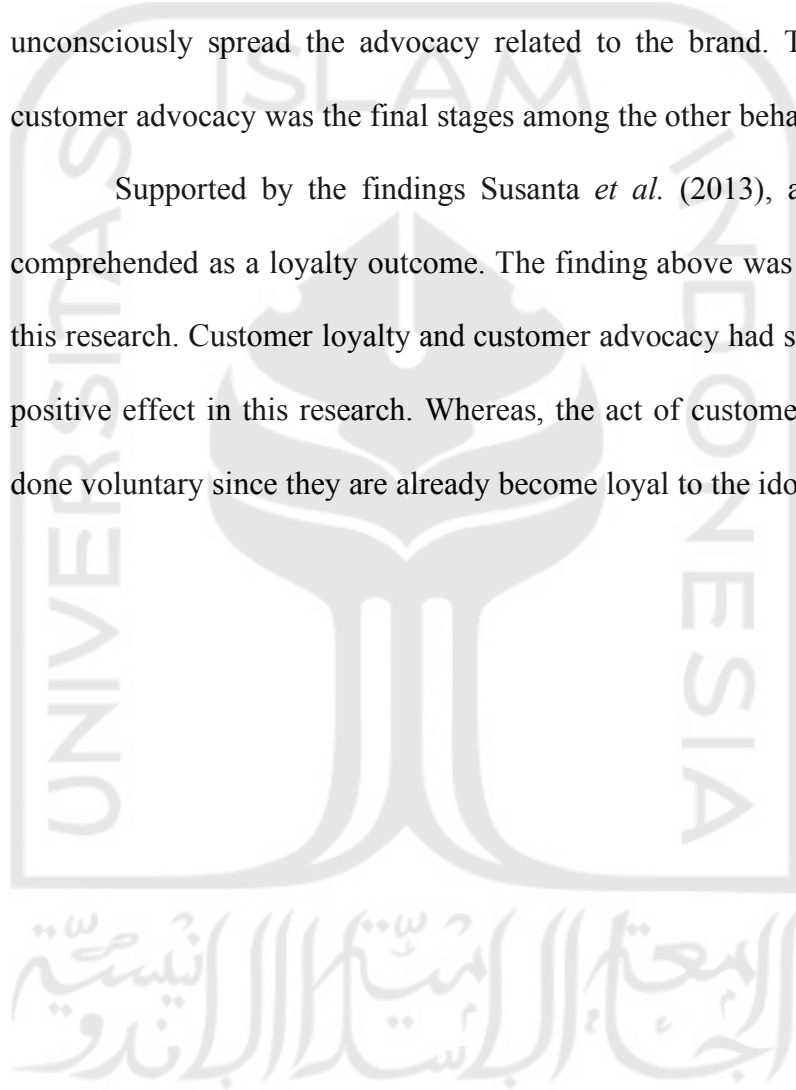 unconsciously spread the advocacy related to the brand. T
customer advocacy was the final stages among the other beha
Supported by the findings Susanta et al. (2013), a
comprehended as a loyalty outcome. The finding above was
this research. Customer loyalty and customer advocacy had s
positive effect in this research. Whereas, the act of custome
done voluntary since they are already become loyal to the ido
UNIVERSITAS
ISLAM
INDONESIA